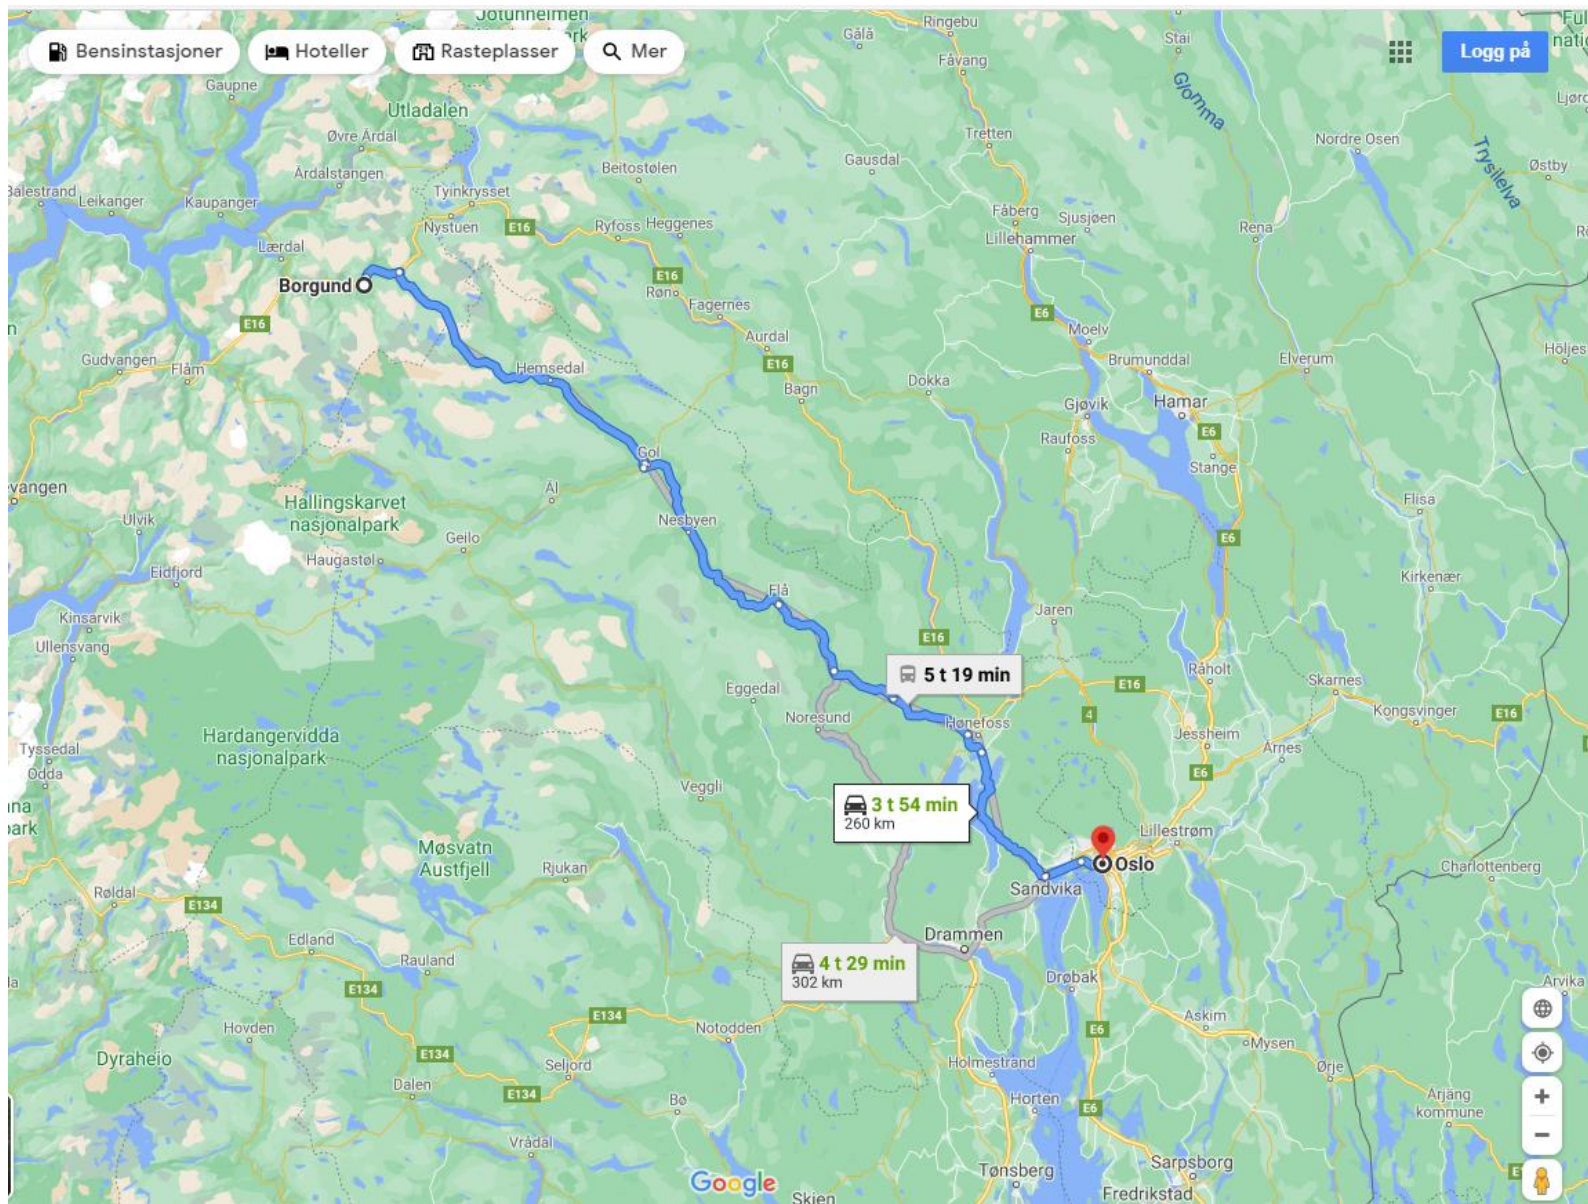 Jotunheimen
Ringebu
Gålå
Stai
Bensinstasjoner
Hoteller
Rasteplasser
Mer
Logg på
Fåvang
Gaupne
Utladalen
Glomma
Tretten
Nordre Osen
Øvre Årdal
Årdalstangen
Beitostølen
Gausdal
Trysilelva
Østby
Balestrand
Leikanger
Kaupanger
Tyinkrysset
Nystuen
E16
Ryfoss
Heggenes
Fåberg
Sjusjøen
Lillehammer
Rena
Lærdal
Borgund
E16
Røn
Fagernes
E6
E16
Aurdal
Moelv
Gudvangen
Flåm
Hemsedal
E16
Bagn
Brumunddal
Elverum
Høljes
Dokka
Gjøvik
Hamar
Raufoss
E6
Stange
Gol
Ål
Hallingskarvet
nasjonalpark
Flisa
Ulvik
Nesbyen
Geilo
E6
Haugastøl
Eidfjord
Kirkenær
Flå
Kinsarvik
Jaren
Ullensvang
E16
5 t 19 min
Råholt
Eggedal
E16
Skarnes
Noresund
Hønefoss
4
Kongsvinger
E16
Hardangervidda
nasjonalpark
Jessheim
Årnes
Tyssedal
Odda
Veggli
E6
3 t 54 min
260 km
Møsvatn
Austfjell
Lillestrøm
Oslo
Rjukan
Sandvika
Charlottenberg
Røldal
E134
Edland
Drammen
Rauland
4 t 29 min
302 km
Drøbak
Arvika
E134
Hovden
E134
Notodden
E6
Askim
Mysen
Dyraheio
E134
Seljord
Holmestrand
Ørje
Dalen
E134
Bø
Horten
E6
Årjäng
kommune
Vrådal
Google
Tønsberg
Sarpsborg
Skien
Fredrikstad